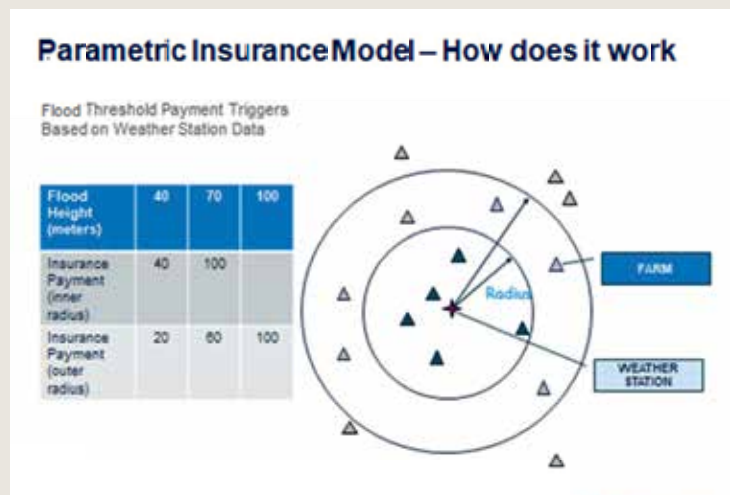 Parametric Insurance Model – How does it work
Flood Threshold Payment Triggers
Based on Weather Station Data
Flood Height (meters) 40 70 100
Insurance Payment (inner radius) 40 100
Insurance Payment (outer radius) 20 60 100
Radius
FARM
WEATHER
STATION